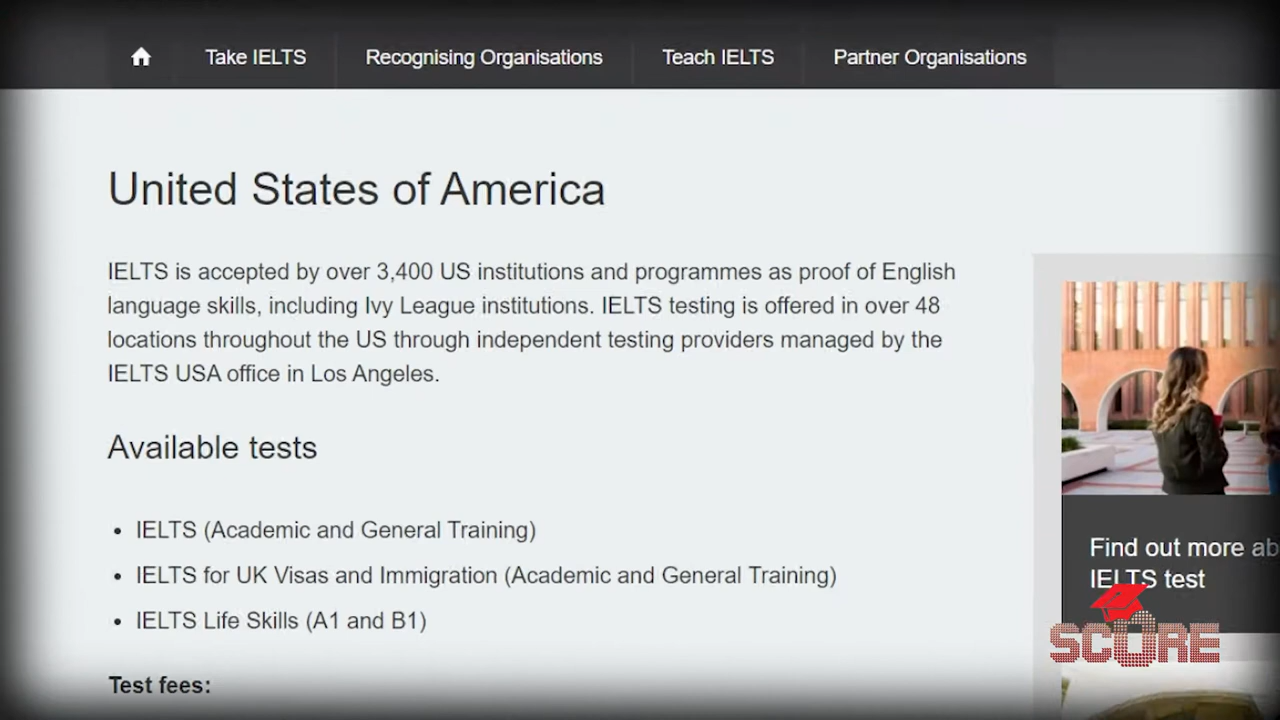 Take IELTS
Recognising Organisations
Teach IELTS
Partner Organisations
United States of America
IELTS is accepted by over 3,400 US institutions and programmes as proof of English
language skills, including Ivy League institutions. IELTS testing is offered in over 48
locations throughout the US through independent testing providers managed by the
IELTS USA office in Los Angeles.
Available tests
• IELTS (Academic and General Training)
• IELTS for UK Visas and Immigration (Academic and General Training)
• IELTS Life Skills (A1 and B1)
Test fees:
Find out more ab
IELTS test
SCORE